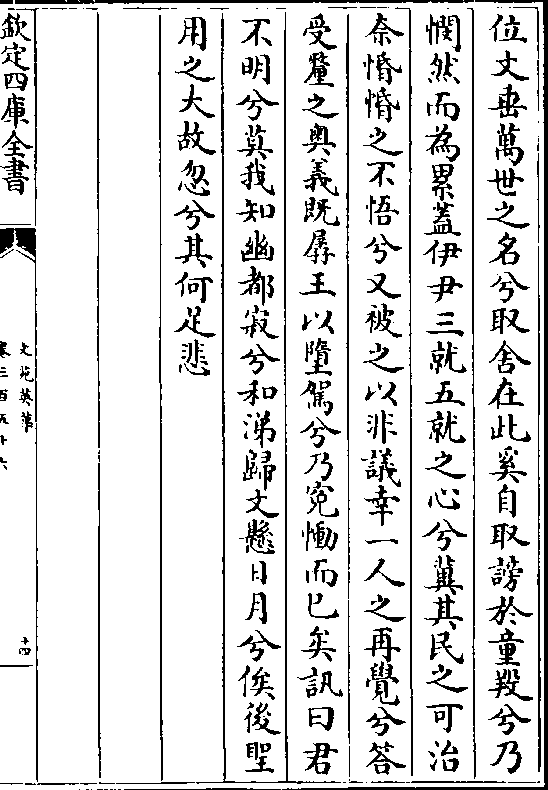 位丈垂萬世之名兮取舍在此奚自取謗於童羖兮乃
憪然而為累蓋伊尹三就五就之心兮冀其民之可治
奈惛惛之不悟兮又被之以非議幸一人之再覺兮答
受釐之奥義既孱王以墮駕兮乃寃慟而已矣訊曰君
不明兮莫我知幽都寂兮和涕歸文懸日月兮俟後聖
用之大故忽兮其何足悲
欽定四庫全書
文苑英華
卷三百五十六
十四